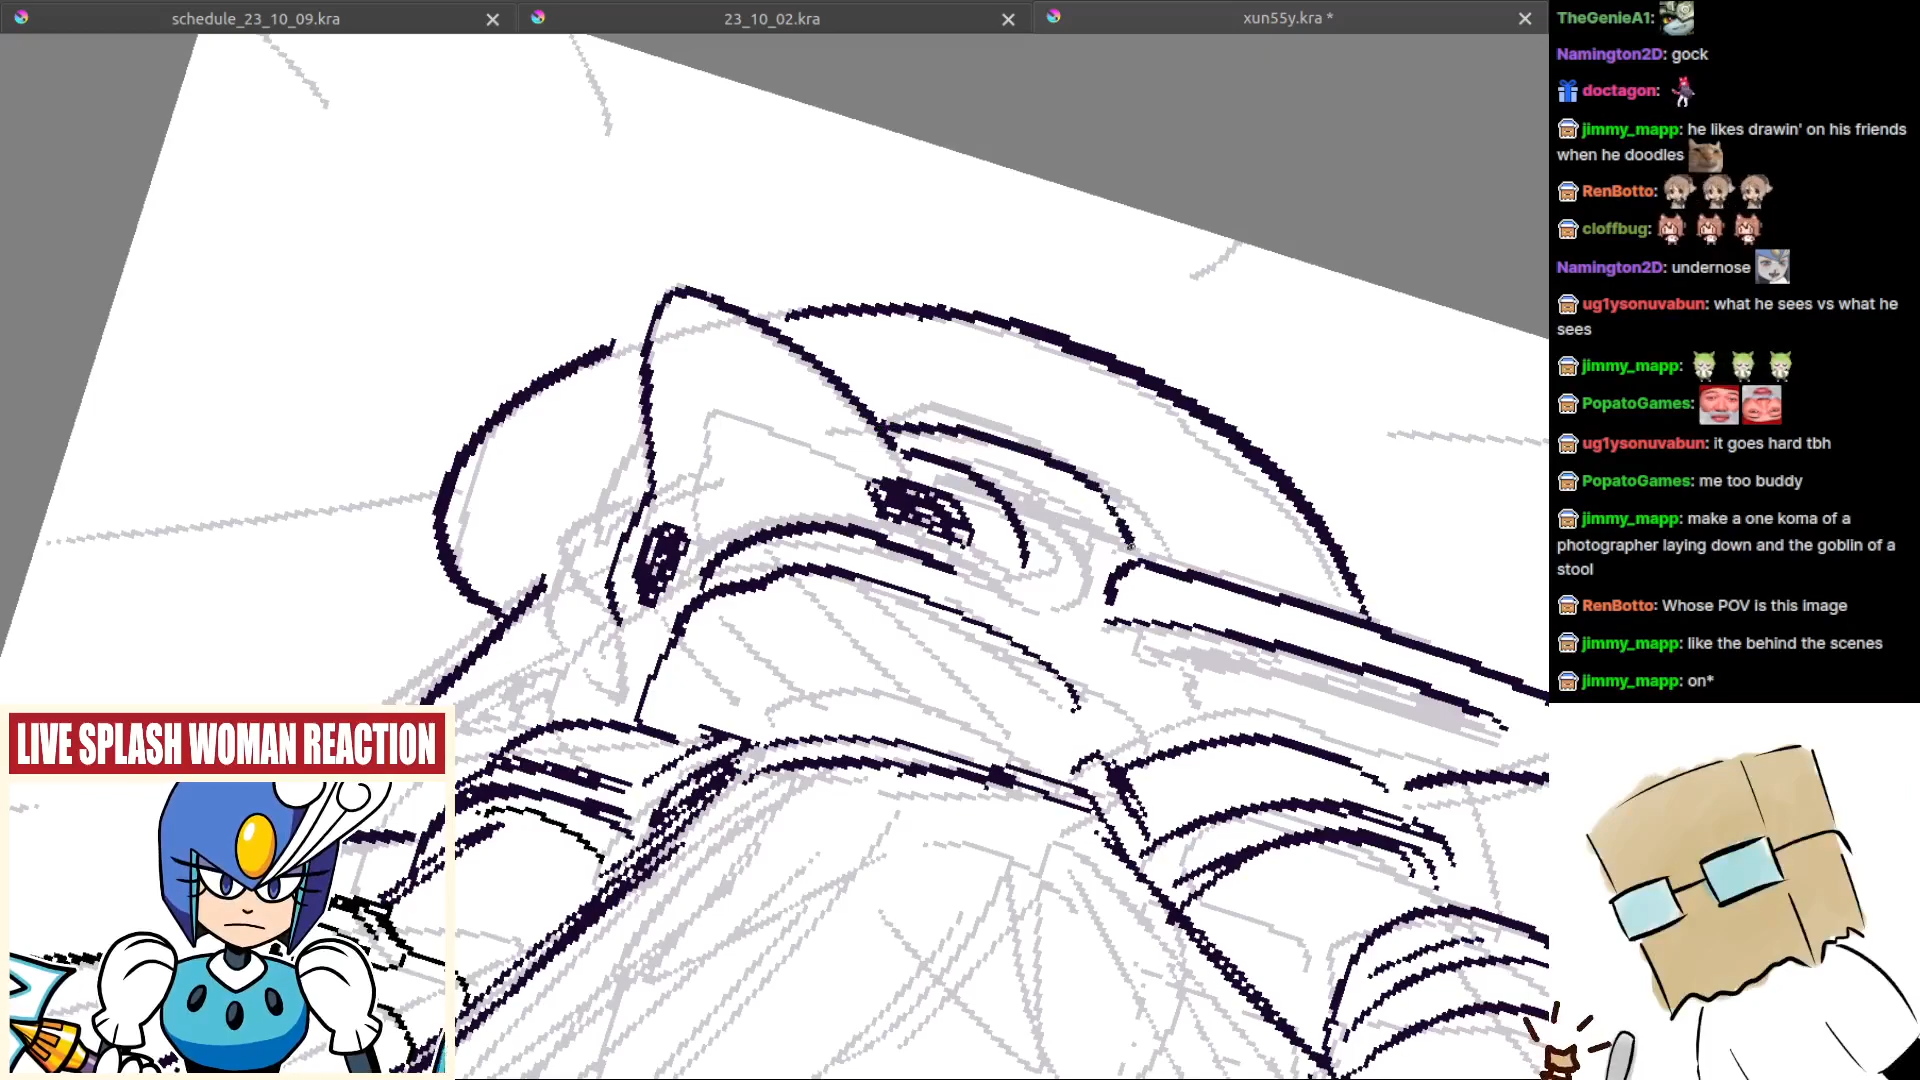 schedule_23_10_09.kra
23_10_02.kra
xun55y.kra *
TheGenieA1:
Namington2D: gock
doctagon:
jimmy_mapp: he likes drawin' on his friends
when he doodles
RenBotto:
cloffbug:
Namington2D: undernose
ug1ysonuvabun: what he sees vs what he
sees
jimmy_mapp:
PopatoGames:
ug1ysonuvabun: it goes hard tbh
PopatoGames: me too buddy
jimmy_mapp: make a one koma of a
photographer laying down and the goblin of a
stool
RenBotto: Whose POV is this image
jimmy_mapp: like the behind the scenes
jimmy_mapp: on*
LIVE SPLASH WOMAN REACTION